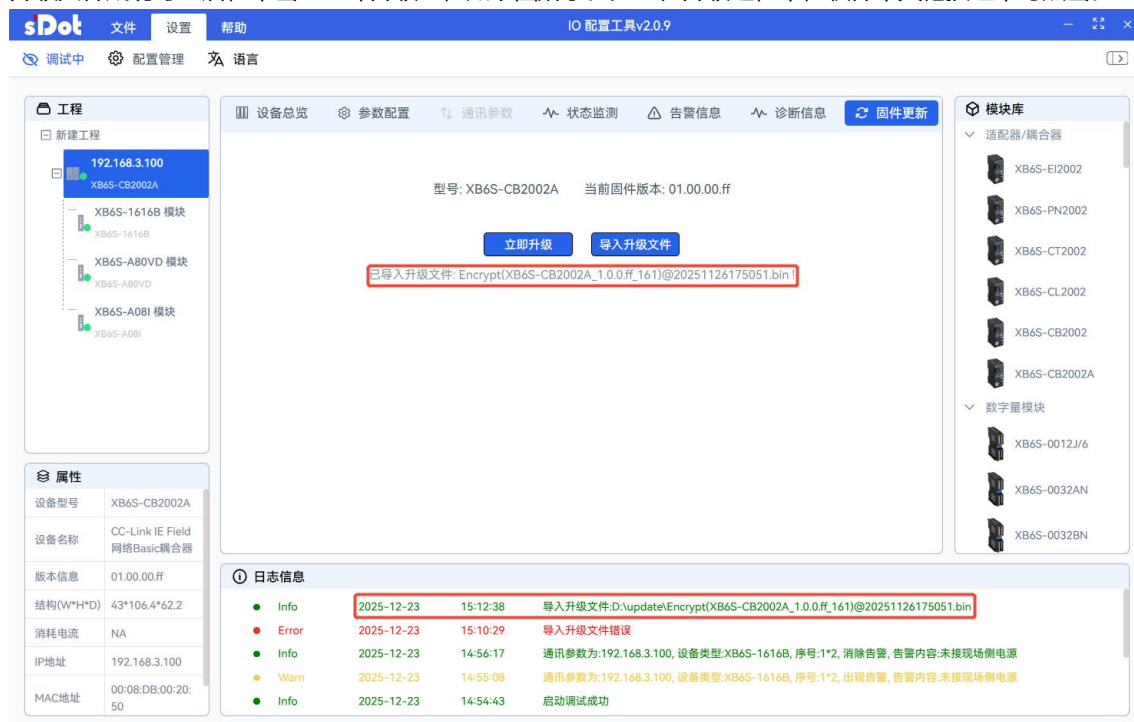 sDot 文件 设置 帮助 IO 配置工具v2.0.9
调试中 配置管理 语言
工程
新建工程
192.168.3.100
XB6S-CB2002A
XB6S-1616B 模块
XB6S-1616B
XB6S-A80VD 模块
XB6S-A80VD
XB6S-A08I 模块
XB6S-A08I
设备总览 参数配置 通讯参数 状态监测 告警信息 诊断信息 固件更新
型号: XB6S-CB2002A 当前固件版本: 01.00.00.ff
立即升级 导入升级文件
已导入升级文件: Encrypt(XB6S-CB2002A_1.0.0.ff_161)@20251126175051.bin !
模块库
适配器/耦合器
XB6S-EI2002
XB6S-PN2002
XB6S-CT2002
XB6S-CL2002
XB6S-CB2002
XB6S-CB2002A
数字量模块
XB6S-0012J/6
XB6S-0032AN
XB6S-0032BN
属性
设备型号 XB6S-CB2002A
设备名称 CC-Link IE Field
网络Basic耦合器
版本信息 01.00.00.ff
结构(W*H*D) 43*106.4*62.2
消耗电流 NA
IP地址 192.168.3.100
MAC地址 00:08:DB:00:20:
50
日志信息
Info 2025-12-23 15:12:38 导入升级文件:D:\update\Encrypt(XB6S-CB2002A_1.0.0.ff_161)@20251126175051.bin
Error 2025-12-23 15:10:29 导入升级文件错误
Info 2025-12-23 14:56:17 通讯参数为:192.168.3.100, 设备类型:XB6S-1616B, 序号:1*2, 消除告警, 告警内容:未接现场侧电源
Warn 2025-12-23 14:55:08 通讯参数为:192.168.3.100, 设备类型:XB6S-1616B, 序号:1*2, 出现告警, 告警内容:未接现场侧电源
Info 2025-12-23 14:54:43 启动调试成功